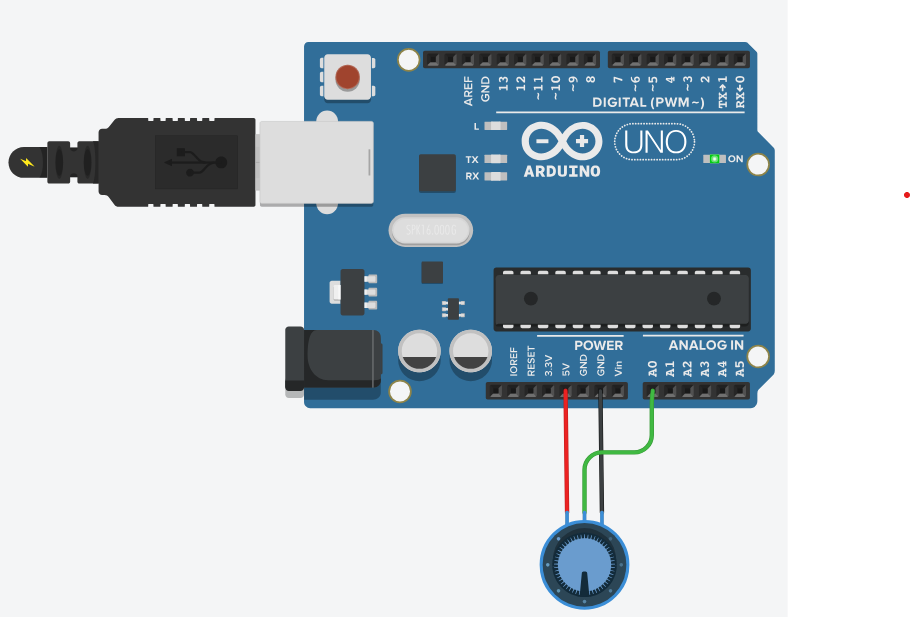 AREF
GND
13
12
~11
~10
~9
8
7
~6
~5
4
~3
2
TX→1
RX←0
DIGITAL (PWM ~)
L
TX
RX
UNO
ON
ARDUINO
SPK16.000G
POWER
ANALOG IN
IOREF
RESET
3.3V
5V
GND
GND
Vin
A0
A1
A2
A3
A4
A5